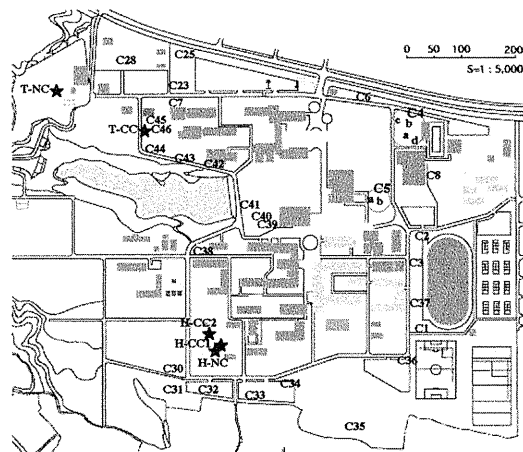 0 50 100 200
S=1 : 5,000
C28
C25
T-NC
C23
C7
C6
C4
c b
a
d
C45
T-CC C46
C44
C43
C42
C8
C5
a b
C41
C40
C39
C38
C2
C3
C37
H-CC2
H-CC1
C1
H-NC
C36
C30
C31 C32 C33 C34
C35